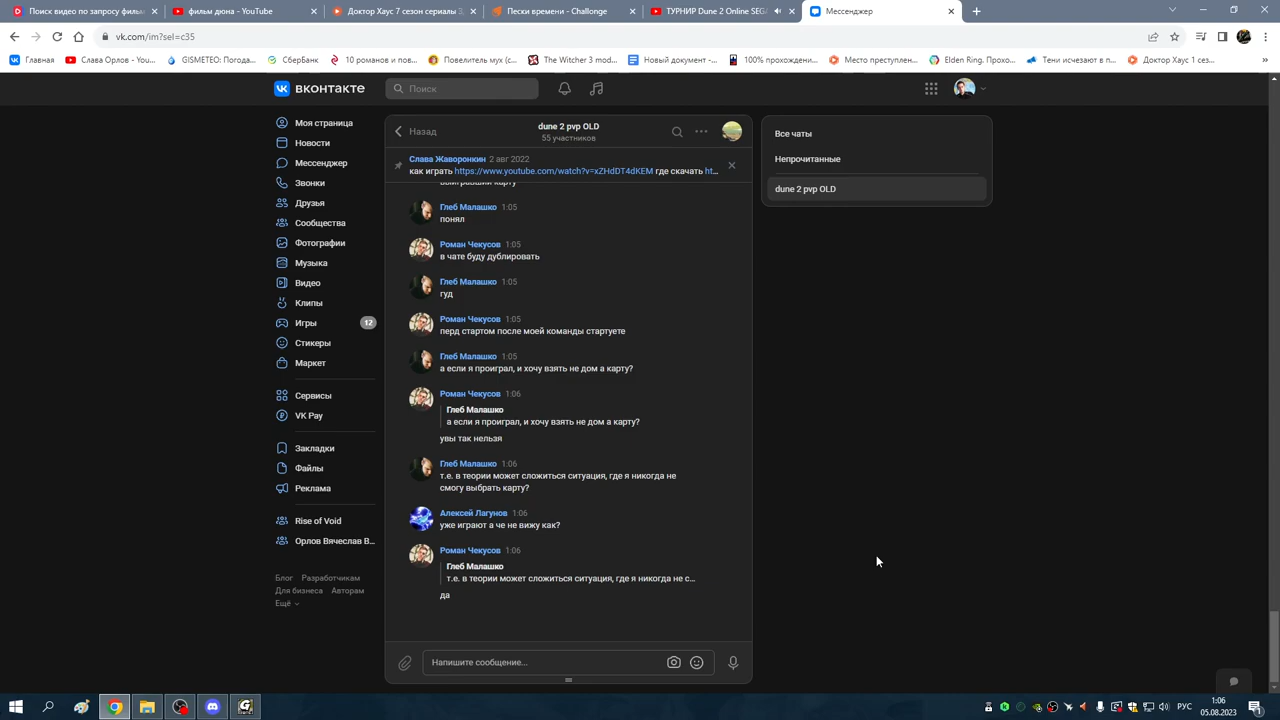 Поиск видео по запросу фильм
фильм дюна - YouTube
Доктор Хаус 7 сезон сериалы 3,
Пески времени - Challonge
ТУРНИР Dune 2 Online SEGA
Мессенджер
vk.com/im?sel=c35
Главная
Слава Орлов - You...
GISMETEO: Погода...
СберБанк
10 романов и пов...
Повелитель мух (с...
The Witcher 3 mod...
Новый документ -...
100% прохождени...
Место преступлен...
Elden Ring. Прохо...
Тени исчезают в п...
Доктор Хаус 1 сез...
»
вконтакте
Поиск
Моя страница
Новости
Мессенджер
Звонки
Друзья
Сообщества
Фотографии
Музыка
Видео
Клипы
Игры 12
Стикеры
Маркет
Сервисы
VK Pay
Закладки
Файлы
Реклама
Rise of Void
Орлов Вячеслав В...
Блог Разработчикам
Для бизнеса Авторам
Ещё
Назад
dune 2 pvp OLD
55 участников
Слава Жаворонкин 2 авг 2022
как играть https://www.youtube.com/watch?v=xZHdDT4dKEM где скачать ht...
выигравший карту
Глеб Малашко 1:05
понял
Роман Чекусов 1:05
в чате буду дублировать
Глеб Малашко 1:05
гуд
Роман Чекусов 1:05
перд стартом после моей команды стартуете
Глеб Малашко 1:05
а если я проиграл, и хочу взять не дом а карту?
Роман Чекусов 1:06
Глеб Малашко
а если я проиграл, и хочу взять не дом а карту?
увы так нельзя
Глеб Малашко 1:06
т.е. в теории может сложиться ситуация, где я никогда не
смогу выбрать карту?
Алексей Лагунов 1:06
уже играют а че не вижу как?
Роман Чекусов 1:06
Глеб Малашко
т.е. в теории может сложиться ситуация, где я никогда не с...
да
Напишите сообщение...
Все чаты
Непрочитанные
dune 2 pvp OLD
РУС
1:06
05.08.2023